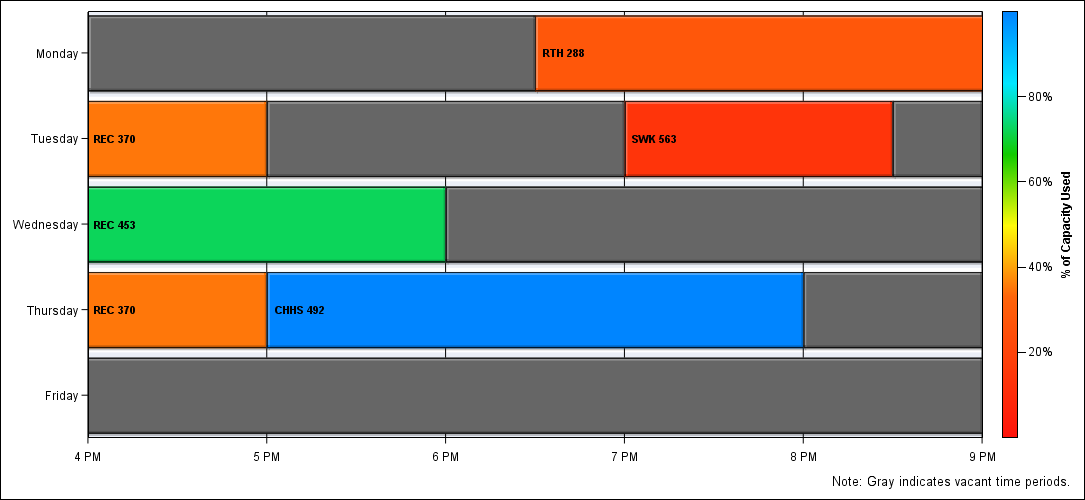 Monday
RTH 288
Tuesday
REC 370
SWK 563
Wednesday
REC 453
Thursday
REC 370
CHHS 492
Friday
4 PM
5 PM
6 PM
7 PM
8 PM
9 PM
80%
60%
40%
20%
% of Capacity Used
Note: Gray indicates vacant time periods.